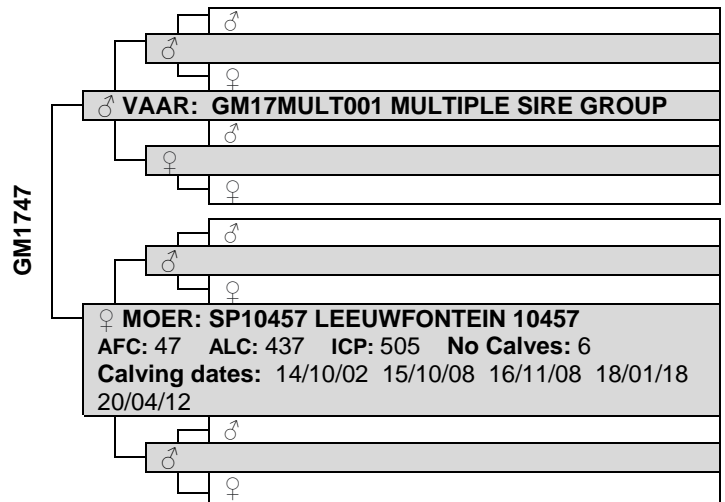 ♂
♂
♀
♂ VAAR: GM17MULT001 MULTIPLE SIRE GROUP
♂
♀
♀
GM1747
♂
♂
♀
♀ MOER: SP10457 LEEUWFONTEIN 10457
AFC: 47 ALC: 437 ICP: 505 No Calves: 6
Calving dates: 14/10/02 15/10/08 16/11/08 18/01/18
20/04/12
♂
♂
♀